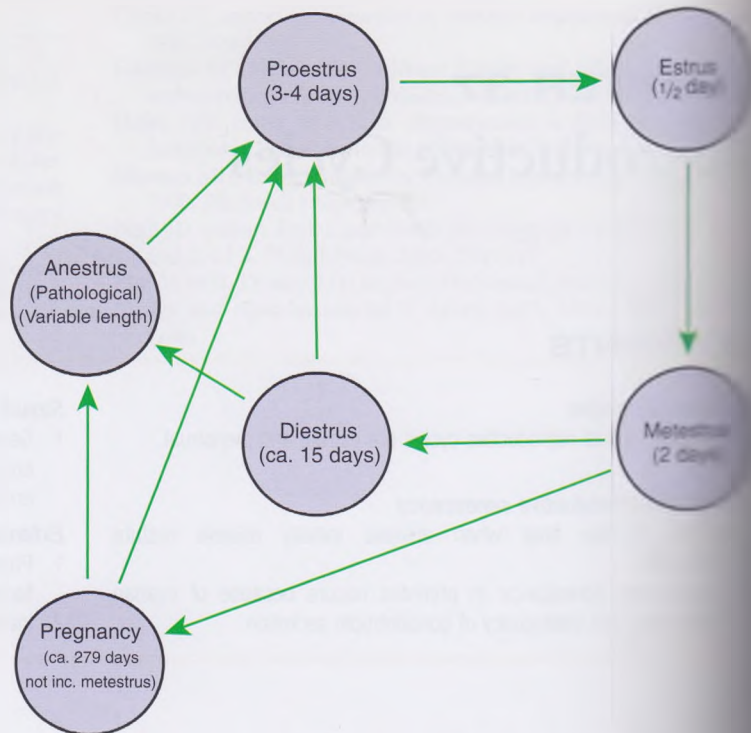 Proestrus
(3-4 days)
Estrus
(1/2 day)
Anestrus
(Pathological)
(Variable length)
Diestrus
(ca. 15 days)
Metestrus
(2 days)
Pregnancy
(ca. 279 days
not inc. metestrus)